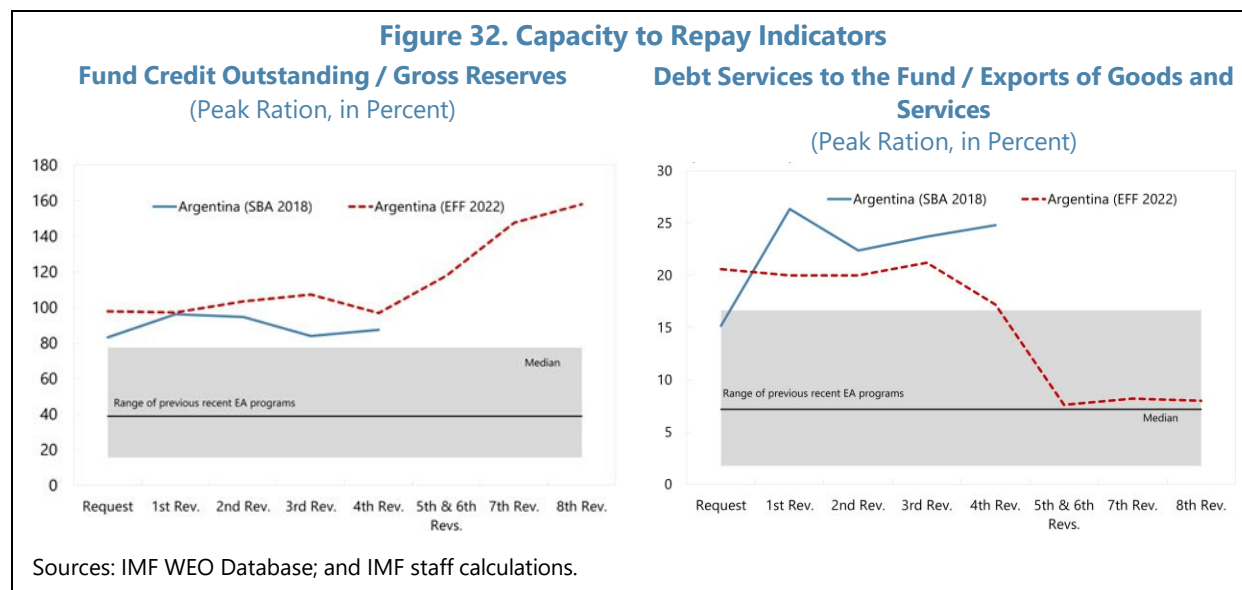 Figure 32. Capacity to Repay Indicators
Fund Credit Outstanding / Gross Reserves
(Peak Ration, in Percent)
180
160
140
120
100
80
60
40
20
0
Argentina (SBA 2018)
Argentina (EFF 2022)
Median
Range of previous recent EA programs
Request 1st Rev. 2nd Rev. 3rd Rev. 4th Rev. 5th & 6th 7th Rev. 8th Rev.
Revs.
Debt Services to the Fund / Exports of Goods and
Services
(Peak Ration, in Percent)
30
25
20
15
10
5
0
Argentina (SBA 2018)
Argentina (EFF 2022)
Range of previous recent EA programs
Median
Request 1st Rev. 2nd Rev. 3rd Rev. 4th Rev. 5th & 6th 7th Rev. 8th Rev.
Revs.
Sources: IMF WEO Database; and IMF staff calculations.